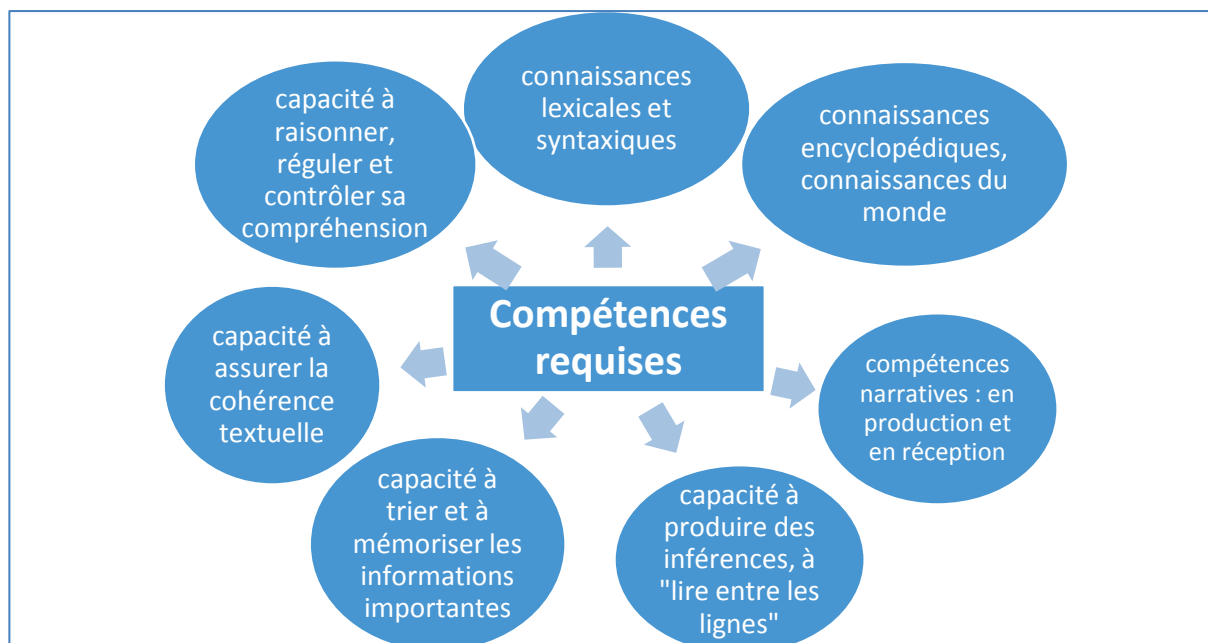 connaissances
lexicales et
syntaxiques
connaissances
encyclopédiques,
connaissances du
monde
compétences
narratives : en
production et
en réception
capacité à
produire des
inférences, à
"lire entre les
lignes"
capacité à
trier et à
mémoriser les
informations
importantes
capacité à
assurer la
cohérence
textuelle
capacité à
raisonner,
réguler et
contrôler sa
compréhension
Compétences
requises